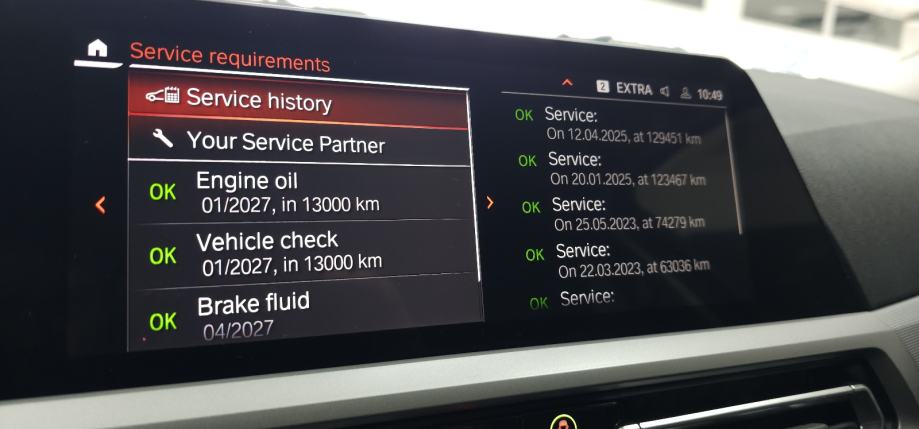 Service requirements
Service history
Your Service Partner
OK Engine oil
01/2027, in 13000 km
OK Vehicle check
01/2027, in 13000 km
OK Brake fluid
04/2027
2 EXTRA 10:49
OK Service:
On 12.04.2025, at 129451 km
OK Service:
On 20.01.2025, at 123467 km
OK Service:
On 25.05.2023, at 74279 km
OK Service:
On 22.03.2023, at 63036 km
OK Service: